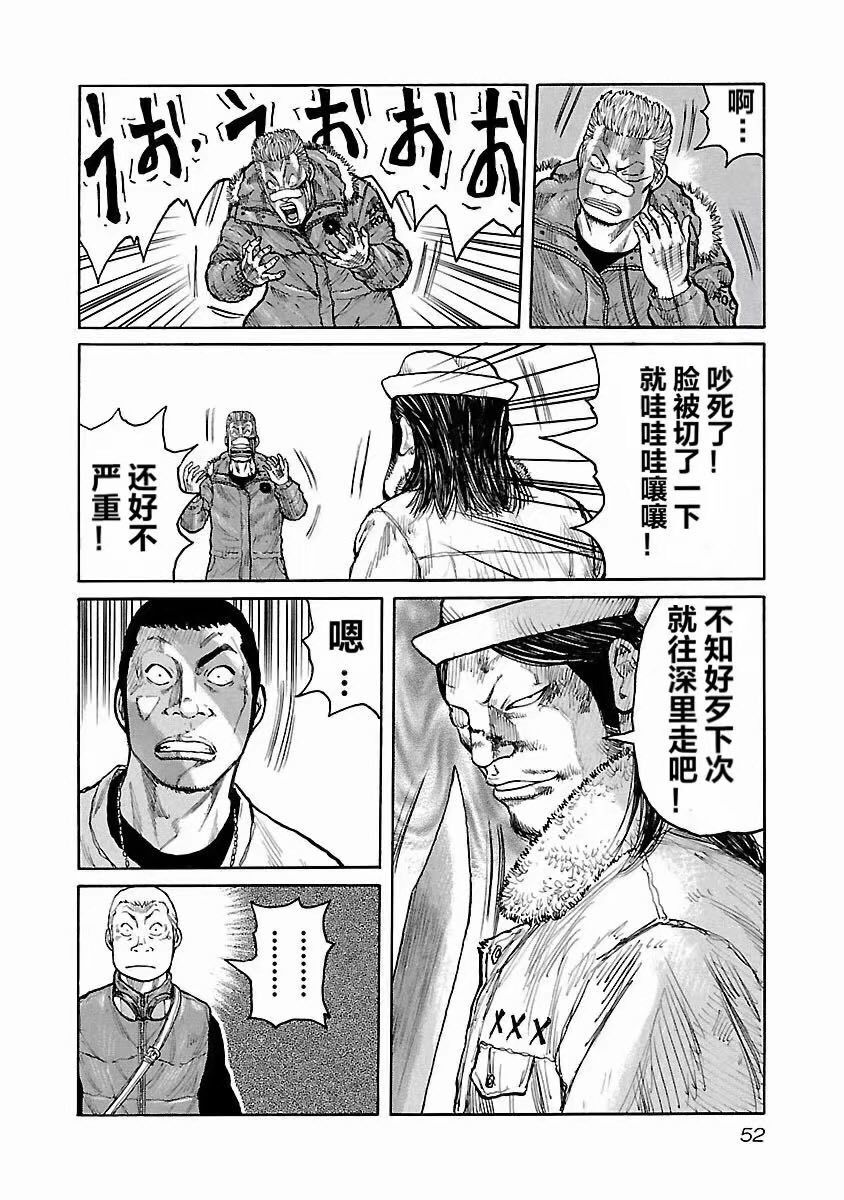 啊…
うお、うおおおお
吵死了！
脸被切了一下
就哇哇哇嚷嚷！
还好不
严重！
不知好歹下次
就往深里走吧！
XXX
嗯…
………
52